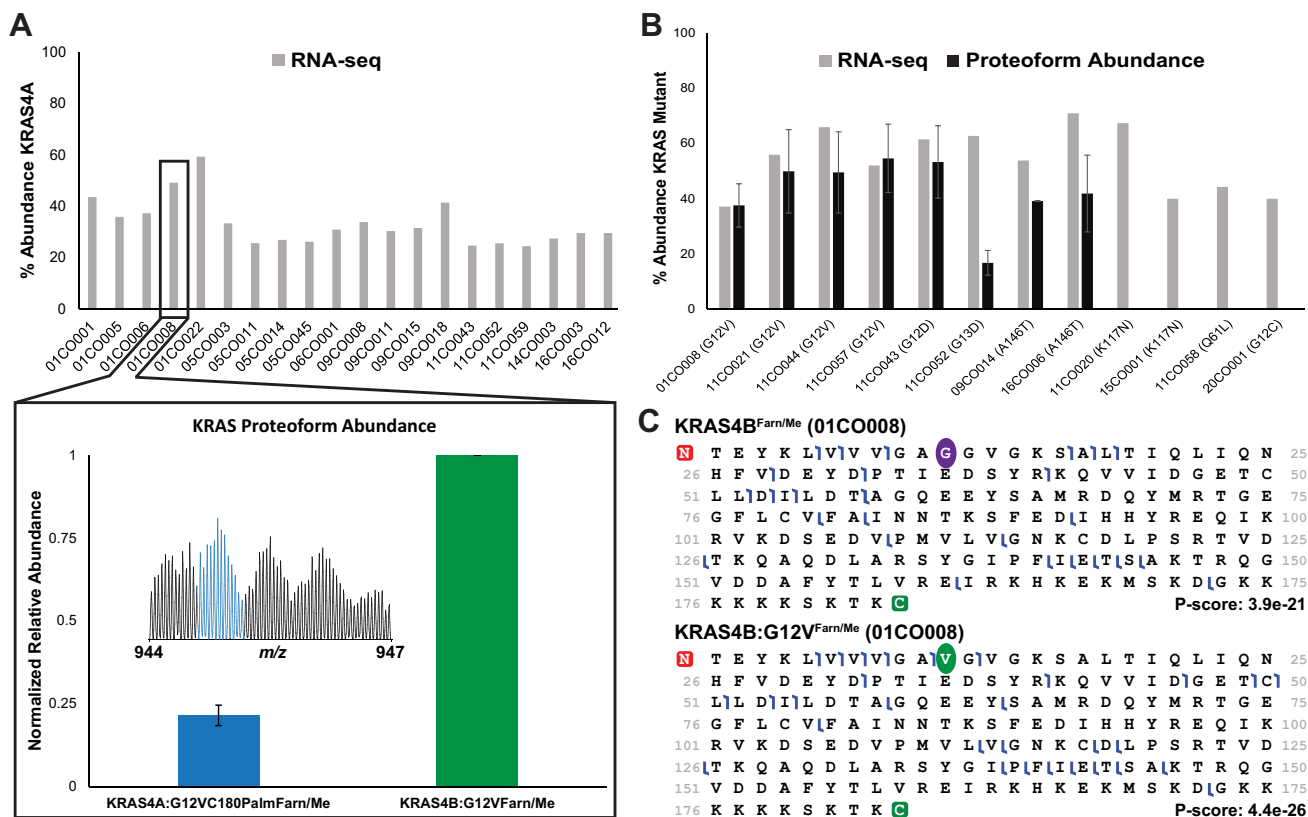 A
100
80
60
40
20
0
% Abundance KRAS4A
RNA-seq
01CO001
01CO005
01CO006
01CO008
01CO022
05CO003
05CO011
05CO014
05CO045
06CO001
09CO008
09CO011
09CO015
09CO018
11CO043
11CO052
11CO059
14CO003
16CO003
16CO012
KRAS Proteoform Abundance
1
0.75
0.5
0.25
0
Normalized Relative Abundance
944 m/z 947
KRAS4A:G12VC180PalmFarn/Me
KRAS4B:G12VFarn/Me
B
100
80
60
40
20
0
% Abundance KRAS Mutant
RNA-seq Proteoform Abundance
01CO008 (G12V)
11CO021 (G12V)
11CO044 (G12V)
11CO057 (G12V)
11CO043 (G12D)
11CO052 (G13D)
09CO014 (A146T)
16CO006 (A146T)
11CO020 (K117N)
15CO001 (K117N)
11CO058 (Q61L)
20CO001 (G12C)
C
KRAS4BFarn/Me (01CO008)
N T E Y K L V V V G A G G V G K S A L T I Q L I Q N 25
26 H F V D E Y D P T I E D S Y R K Q V V I D G E T C 50
51 L L D I L D T A G Q E E Y S A M R D Q Y M R T G E 75
76 G F L C V F A I N N T K S F E D I H H Y R E Q I K 100
101 R V K D S E D V P M V L V G N K C D L P S R T V D 125
126 T K Q A Q D L A R S Y G I P F I E T S A K T R Q G 150
151 V D D A F Y T L V R E I R K H K E K M S K D G K K 175
176 K K K K S K T K C
P-score: 3.9e-21
KRAS4B:G12VFarn/Me (01CO008)
N T E Y K L V V V G A V G V G K S A L T I Q L I Q N 25
26 H F V D E Y D P T I E D S Y R K Q V V I D G E T C 50
51 L L D I L D T A G Q E E Y S A M R D Q Y M R T G E 75
76 G F L C V F A I N N T K S F E D I H H Y R E Q I K 100
101 R V K D S E D V P M V L V G N K C D L P S R T V D 125
126 T K Q A Q D L A R S Y G I P F I E T S A K T R Q G 150
151 V D D A F Y T L V R E I R K H K E K M S K D G K K 175
176 K K K K S K T K C
P-score: 4.4e-26